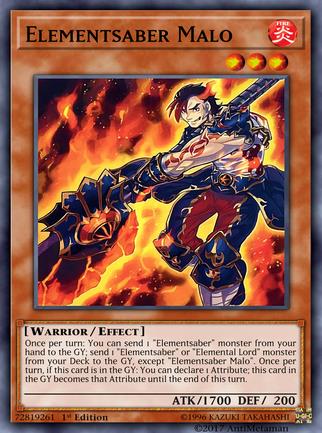 Elementsaber Malo
FIRE
炎
[Warrior / Effect]
Once per turn: You can send 1 "Elementsaber" monster from
your hand to the GY; send 1 "Elementsaber" or "Elemental Lord" monster
from your Deck to the GY, except "Elementsaber Malo". Once per
turn, if this card is in the GY: You can declare 1 Attribute; this card
in the GY becomes that Attribute until the end of this turn.
ATK/1700 DEF/ 200
72819261 1st Edition ©1996 KAZUKI TAKAHASHI
©2017 AntiMetaman